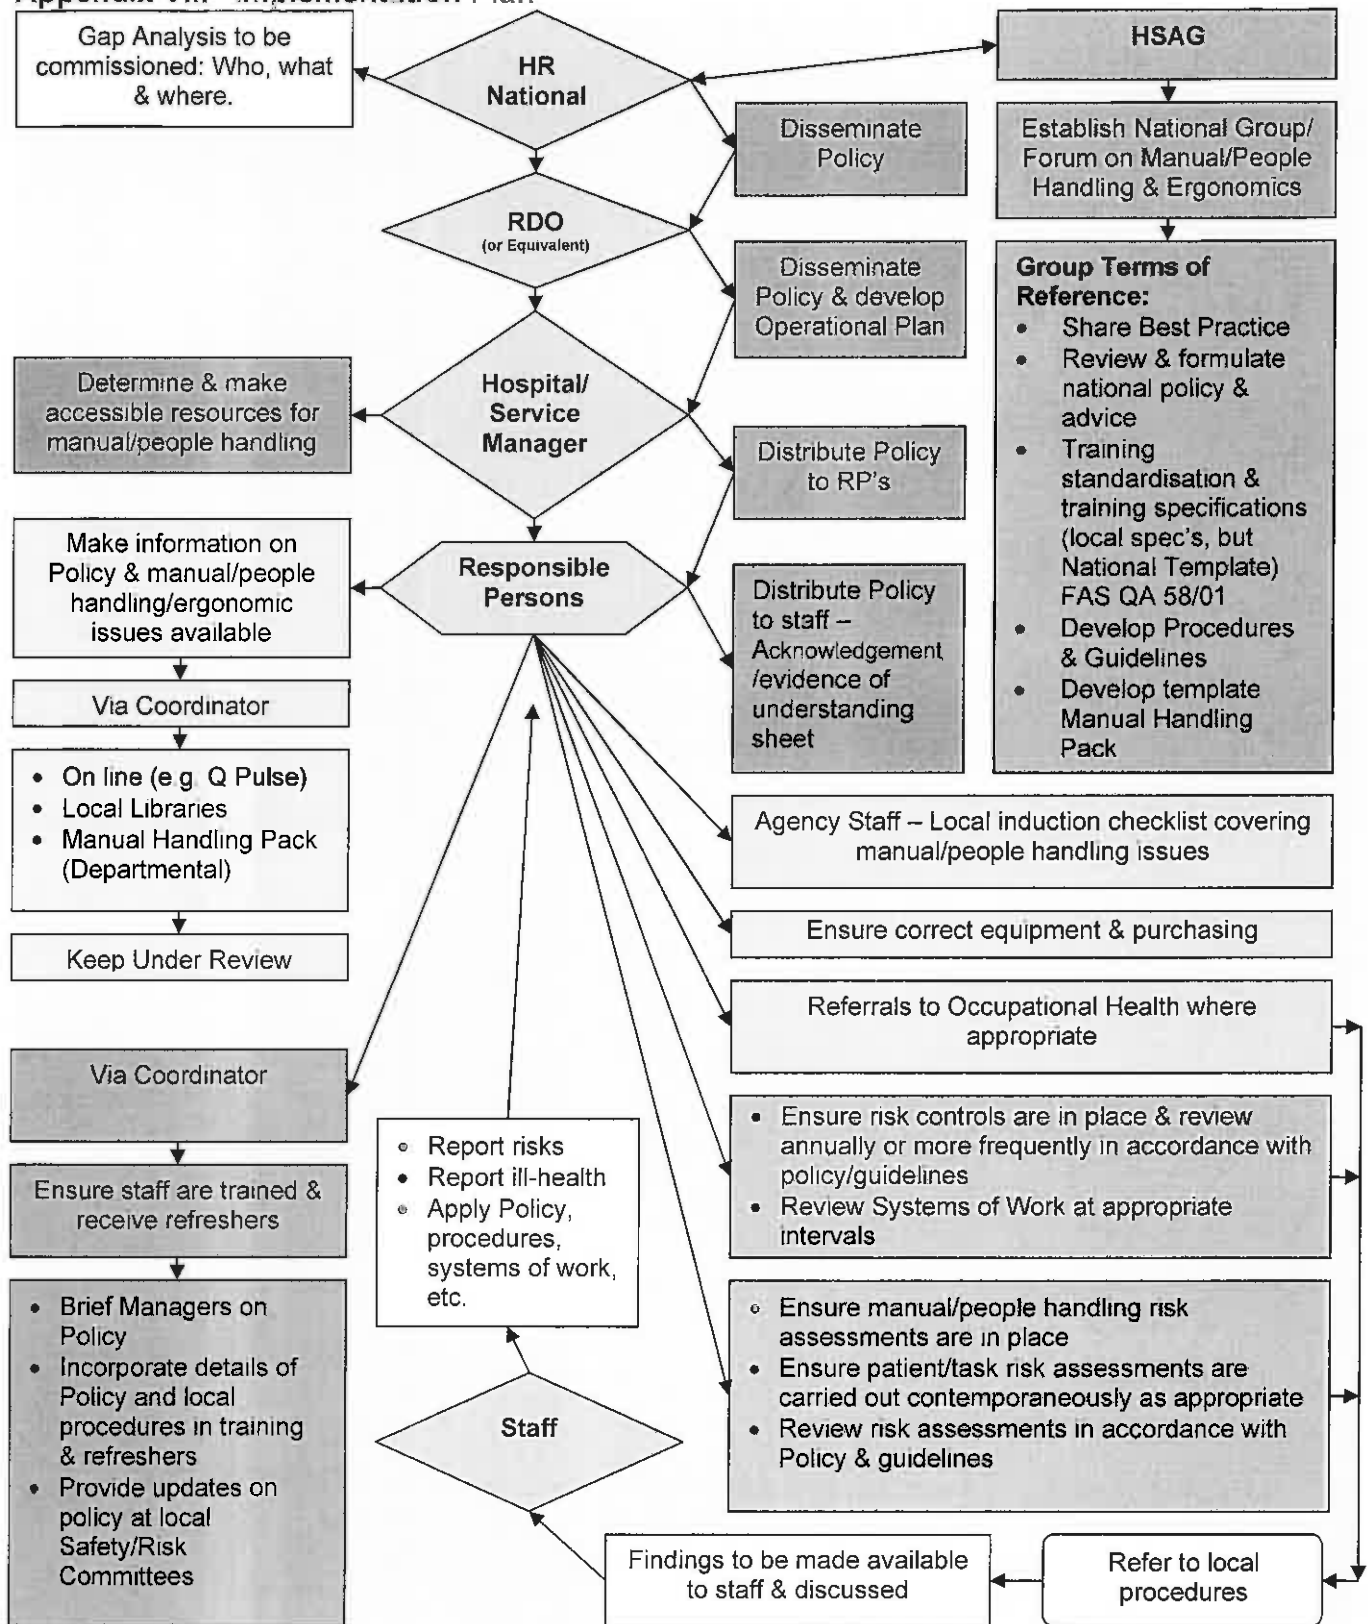 Gap Analysis to be
commissioned: Who, what
& where.
HR
National
HSAG
Disseminate
Policy
Establish National Group/
Forum on Manual/People
Handling & Ergonomics
RDO
(or Equivalent)
Disseminate
Policy & develop
Operational Plan
Group Terms of
Reference:
• Share Best Practice
• Review & formulate
national policy &
advice
• Training
standardisation &
training specifications
(local spec's, but
National Template)
FAS QA 58/01
• Develop Procedures
& Guidelines
• Develop template
Manual Handling
Pack
Determine & make
accessible resources for
manual/people handling
Hospital/
Service
Manager
Distribute Policy
to RP's
Make information on
Policy & manual/people
handling/ergonomic
issues available
Responsible
Persons
Distribute Policy
to staff –
Acknowledgement
/evidence of
understanding
sheet
Via Coordinator
• On line (e.g. Q Pulse)
• Local Libraries
• Manual Handling Pack
(Departmental)
Keep Under Review
Agency Staff – Local induction checklist covering
manual/people handling issues
Ensure correct equipment & purchasing
Referrals to Occupational Health where
appropriate
Via Coordinator
Ensure staff are trained &
receive refreshers
• Brief Managers on
Policy
• Incorporate details of
Policy and local
procedures in training
& refreshers
• Provide updates on
policy at local
Safety/Risk
Committees
• Report risks
• Report ill-health
• Apply Policy,
procedures,
systems of work,
etc.
• Ensure risk controls are in place & review
annually or more frequently in accordance with
policy/guidelines
• Review Systems of Work at appropriate
intervals
• Ensure manual/people handling risk
assessments are in place
• Ensure patient/task risk assessments are
carried out contemporaneously as appropriate
• Review risk assessments in accordance with
Policy & guidelines
Staff
Findings to be made available
to staff & discussed
Refer to local
procedures